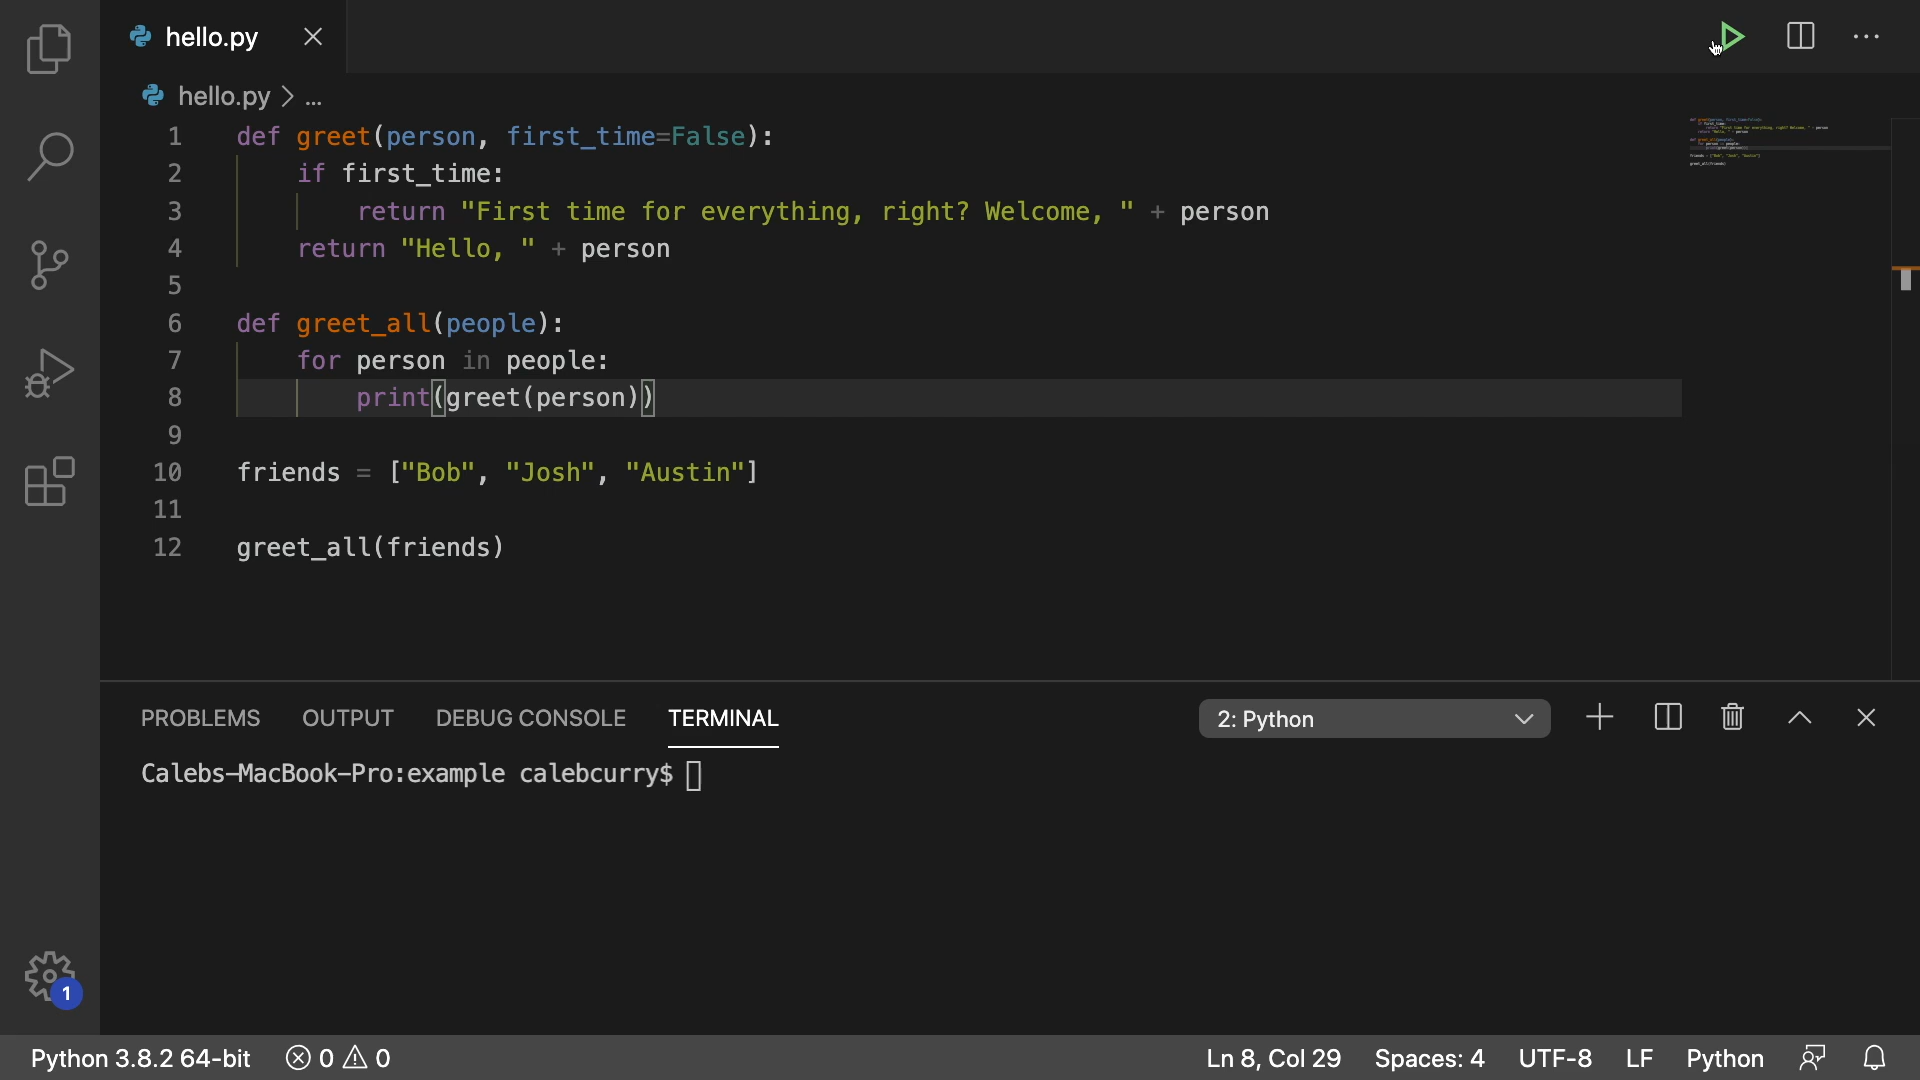 hello.py
hello.py > ...
1 def greet(person, first_time=False):
2 if first_time:
3 return "First time for everything, right? Welcome, " + person
4 return "Hello, " + person
5
6 def greet_all(people):
7 for person in people:
8 print(greet(person))
9
10 friends = ["Bob", "Josh", "Austin"]
11
12 greet_all(friends)
PROBLEMS OUTPUT DEBUG CONSOLE TERMINAL 2: Python
Calebs-MacBook-Pro:example calebcurry$
1
Python 3.8.2 64-bit 0 0 Ln 8, Col 29 Spaces: 4 UTF-8 LF Python